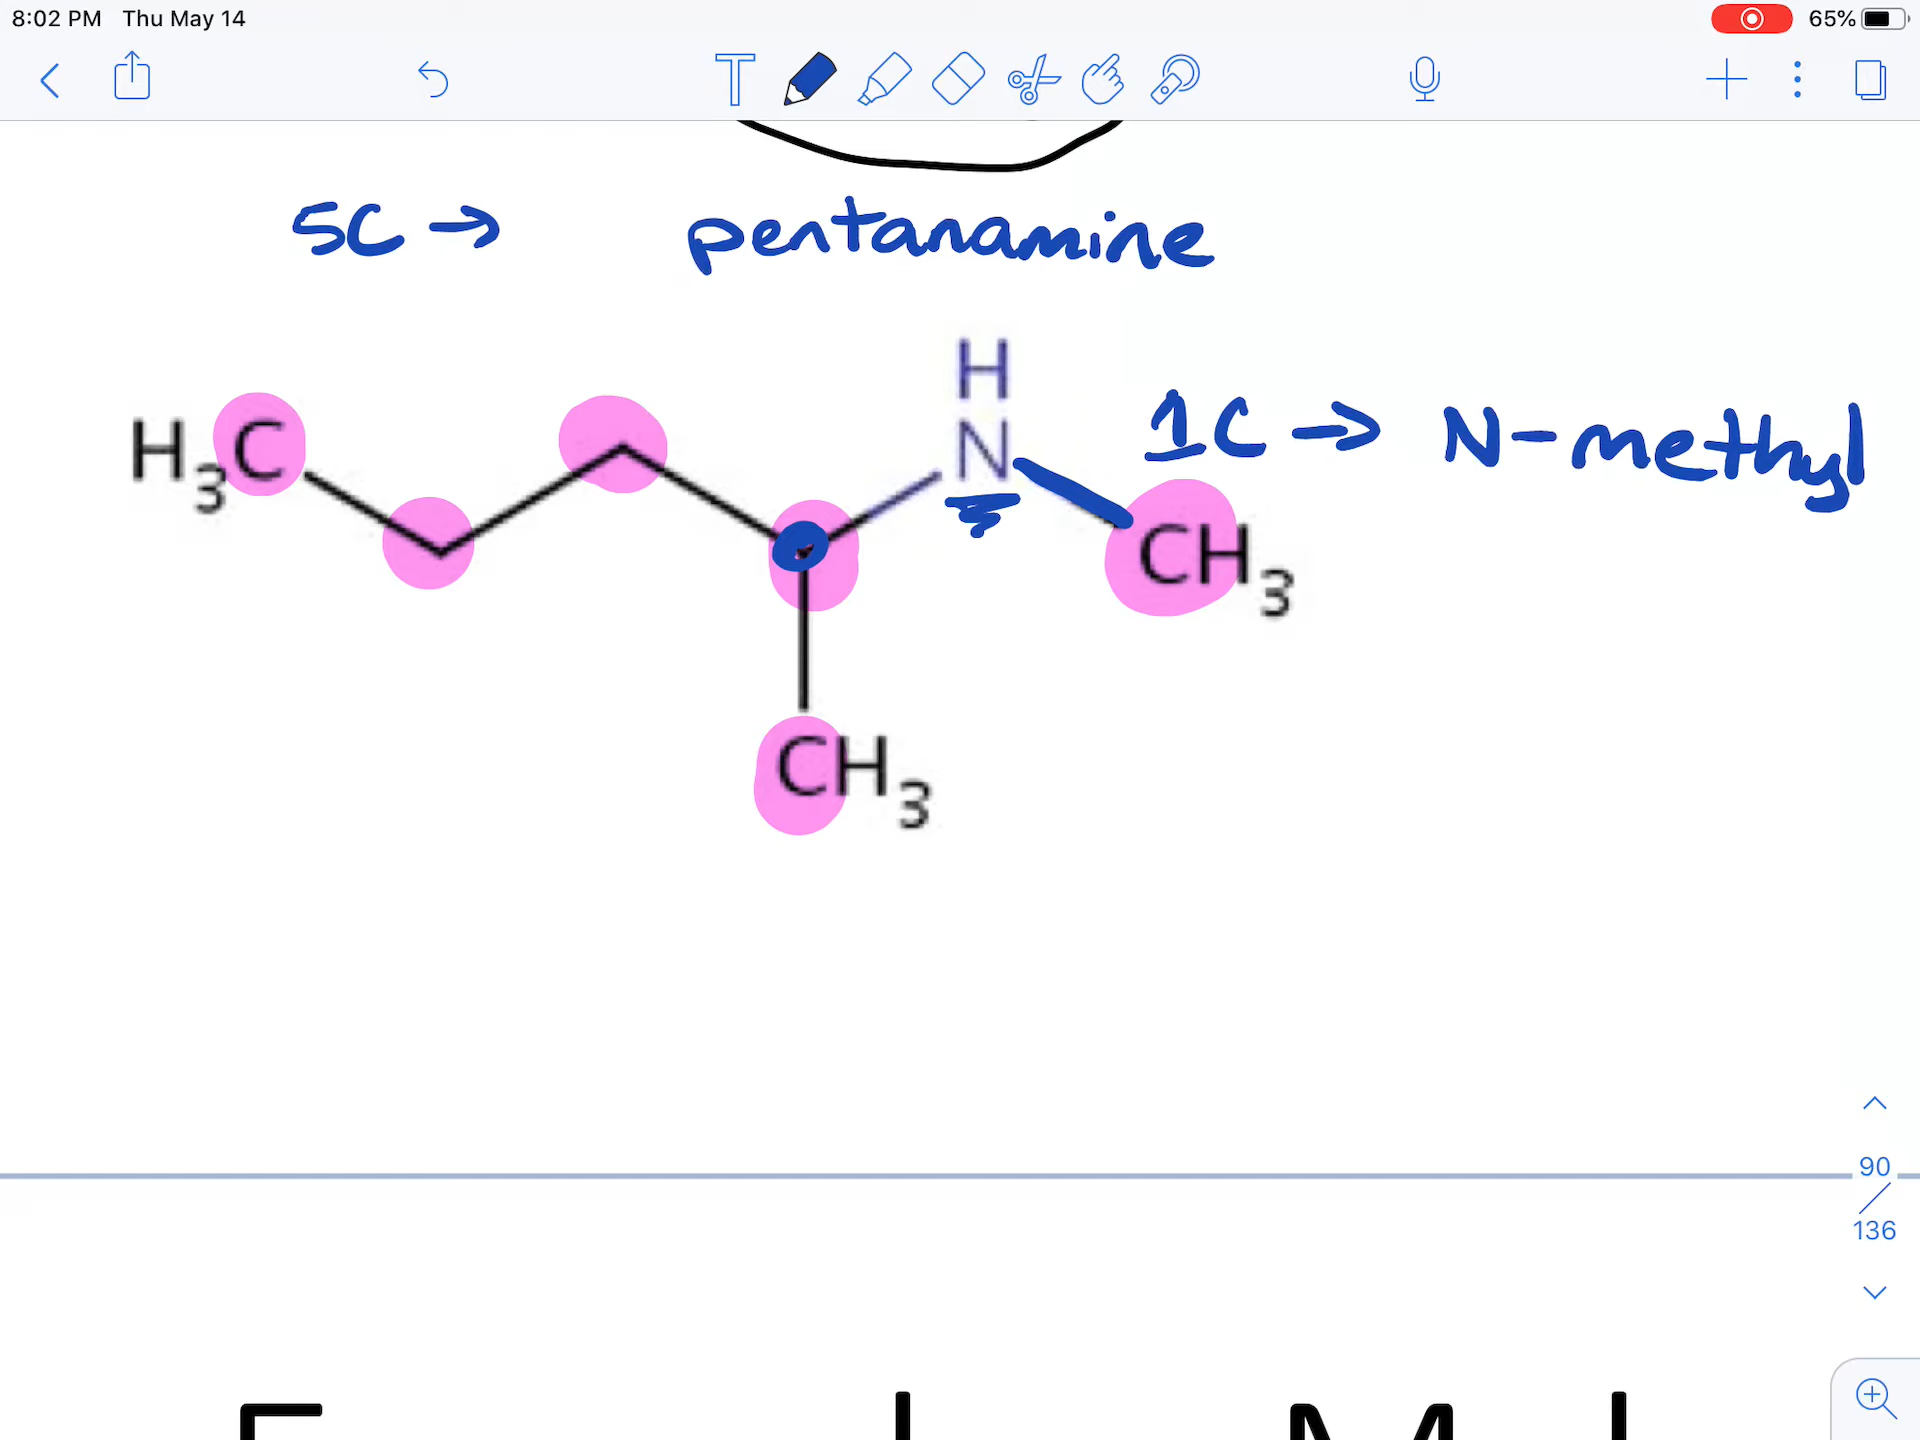 8:02 PM Thu May 14
65%
T
5C → pentanamine
H
H3C
N
1C → N-methyl
CH3
CH3
90
136